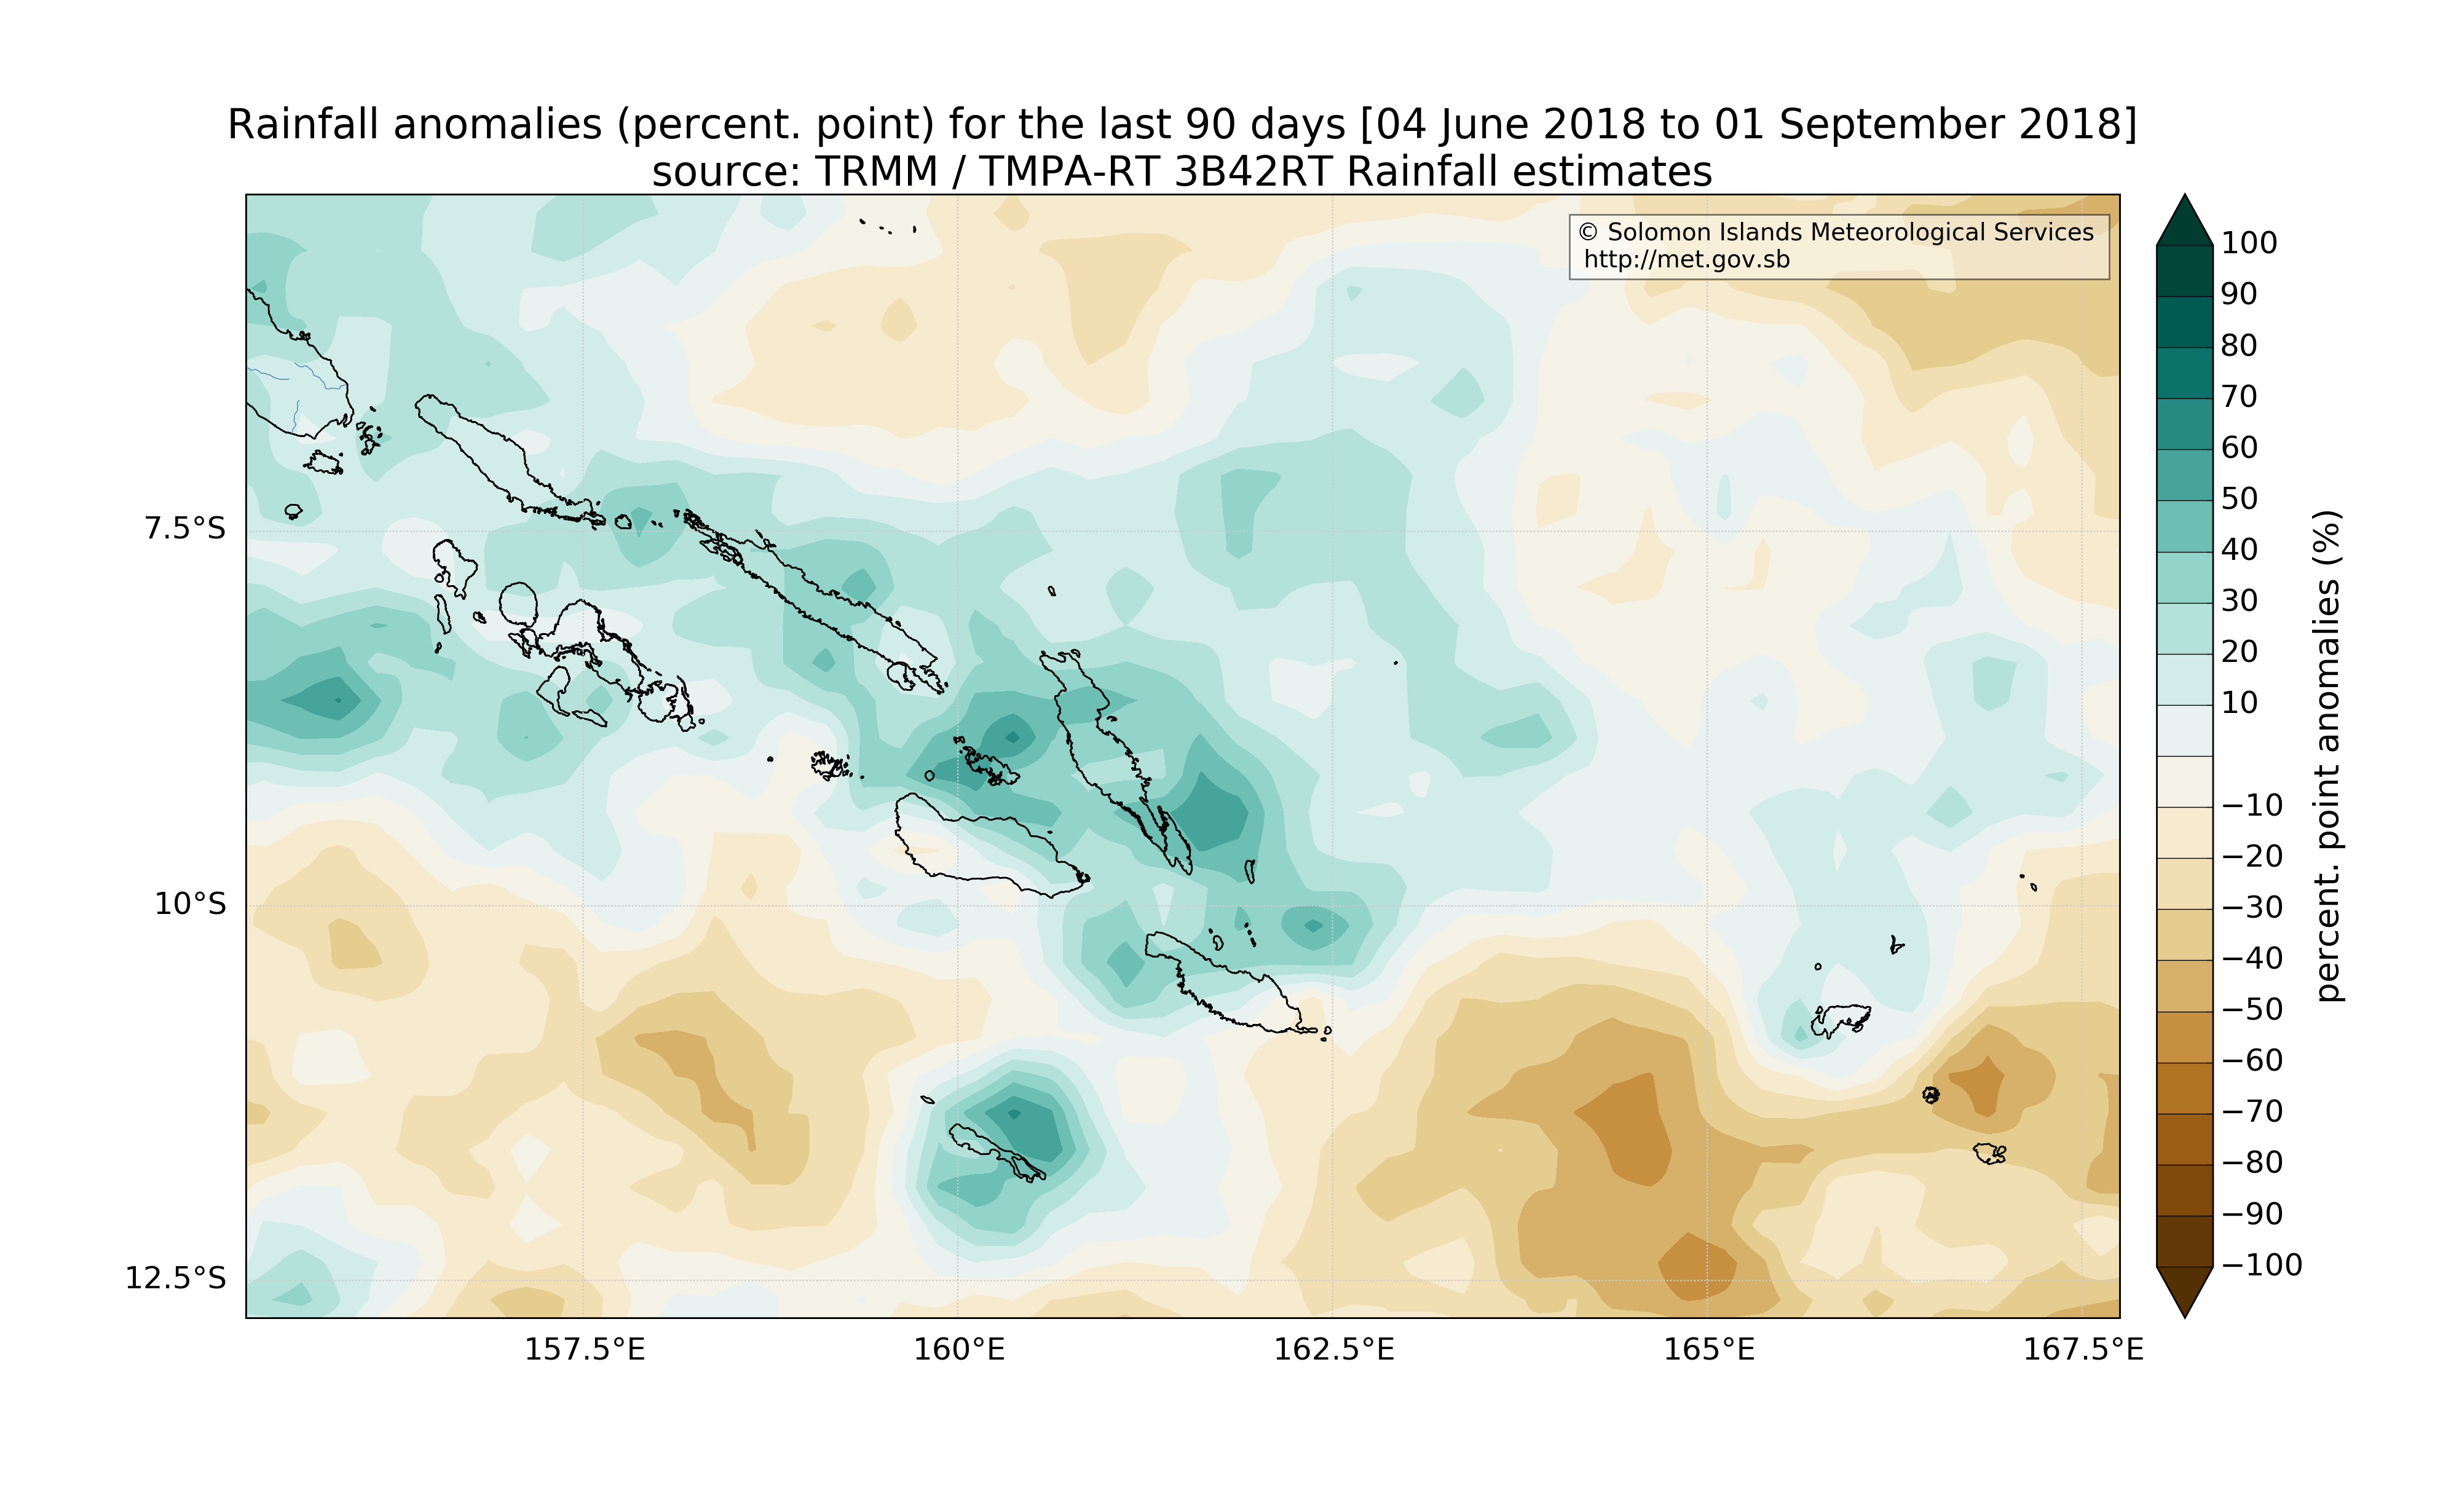 Rainfall anomalies (percent. point) for the last 90 days [04 June 2018 to 01 September 2018]
source: TRMM / TMPA-RT 3B42RT Rainfall estimates
© Solomon Islands Meteorological Services
http://met.gov.sb
7.5°S
10°S
12.5°S
157.5°E
160°E
162.5°E
165°E
167.5°E
100
90
80
70
60
50
40
30
20
10
−10
−20
−30
−40
−50
−60
−70
−80
−90
−100
percent. point anomalies (%)